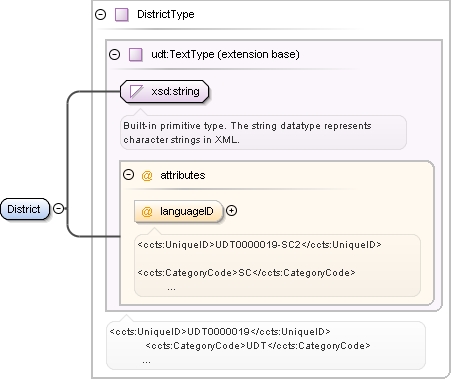 DistrictType
udt:TextType (extension base)
xsd:string
Built-in primitive type. The string datatype represents
character strings in XML.
@ attributes
District
@ languageID
<ccts:UniqueID>UDT0000019-SC2</ccts:UniqueID>
<ccts:CategoryCode>SC</ccts:CategoryCode>
...
<ccts:UniqueID>UDT0000019</ccts:UniqueID>
<ccts:CategoryCode>UDT</ccts:CategoryCode>
...